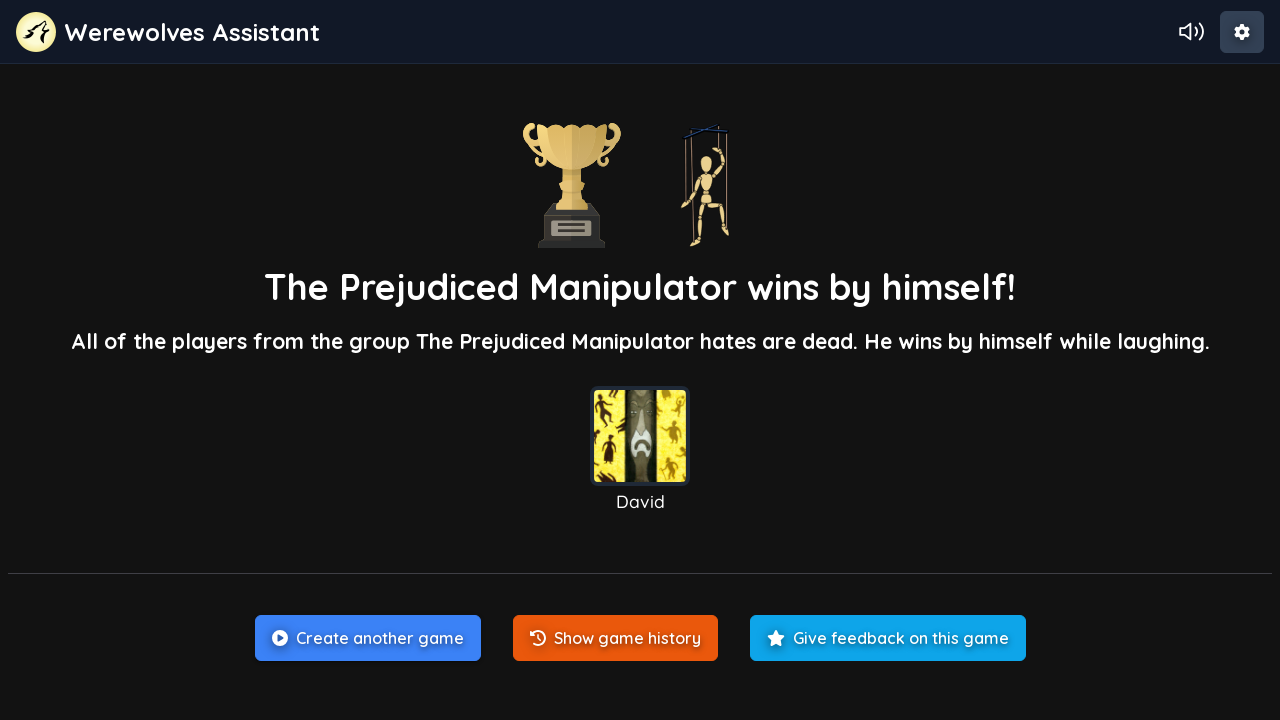 Werewolves Assistant
The Prejudiced Manipulator wins by himself!
All of the players from the group The Prejudiced Manipulator hates are dead. He wins by himself while laughing.
David
Create another game
Show game history
Give feedback on this game